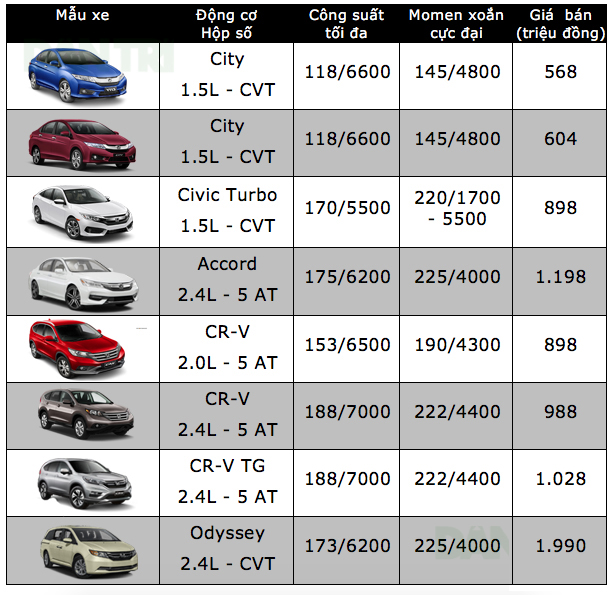 Mẫu xe
Động cơ
Hộp số
Công suất
tối đa
Momen xoắn
cực đại
Giá bán
(triệu đồng)
City
1.5L - CVT
118/6600
145/4800
568
City
1.5L - CVT
118/6600
145/4800
604
Civic Turbo
1.5L - CVT
170/5500
220/1700
- 5500
898
Accord
2.4L - 5 AT
175/6200
225/4000
1.198
CR-V
2.0L - 5 AT
153/6500
190/4300
898
CR-V
2.4L - 5 AT
188/7000
222/4400
988
CR-V TG
2.4L - 5 AT
188/7000
222/4400
1.028
Odyssey
2.4L - CVT
173/6200
225/4000
1.990